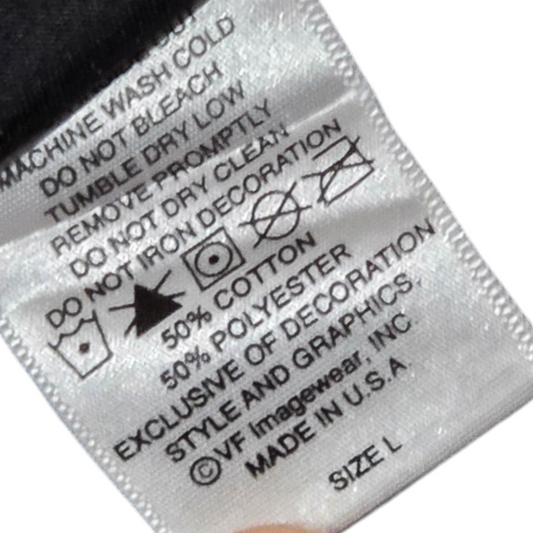 MACHINE WASH COLD
DO NOT BLEACH
TUMBLE DRY LOW
REMOVE PROMPTLY
DO NOT DRY CLEAN
DO NOT IRON DECORATION
50% COTTON
50% POLYESTER
EXCLUSIVE OF DECORATION
STYLE AND GRAPHICS
©VF Imagewear, INC
MADE IN U.S.A
SIZE L